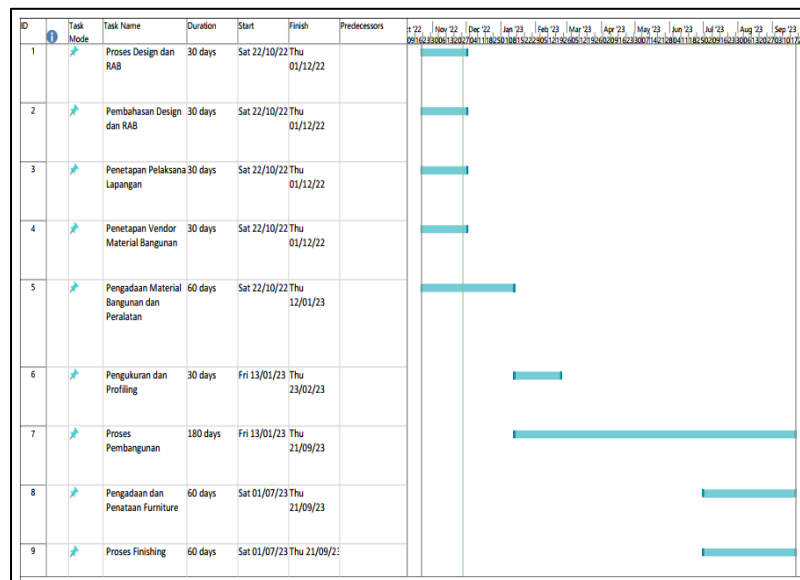 ID Task Mode Task Name Duration Start Finish Predecessors
ct '22 Nov '22 Dec '22 Jan '23 Feb '23 Mar '23 Apr '23 May '23 Jun '23 Jul '23 Aug '23 Sep '23
1 Proses Design dan 30 days Sat 22/10/22 Thu
RAB 01/12/22
2 Pembahasan Design 30 days Sat 22/10/22 Thu
dan RAB 01/12/22
3 Penetapan Pelaksana 30 days Sat 22/10/22 Thu
Lapangan 01/12/22
4 Penetapan Vendor 30 days Sat 22/10/22 Thu
Material Bangunan 01/12/22
5 Pengadaan Material 60 days Sat 22/10/22 Thu
Bangunan dan 12/01/23
Peralatan
6 Pengukuran dan 30 days Fri 13/01/23 Thu
Profiling 23/02/23
7 Proses 180 days Fri 13/01/23 Thu
Pembangunan 21/09/23
8 Pengadaan dan 60 days Sat 01/07/23 Thu
Penataan Furniture 21/09/23
9 Proses Finishing 60 days Sat 01/07/23 Thu 21/09/23